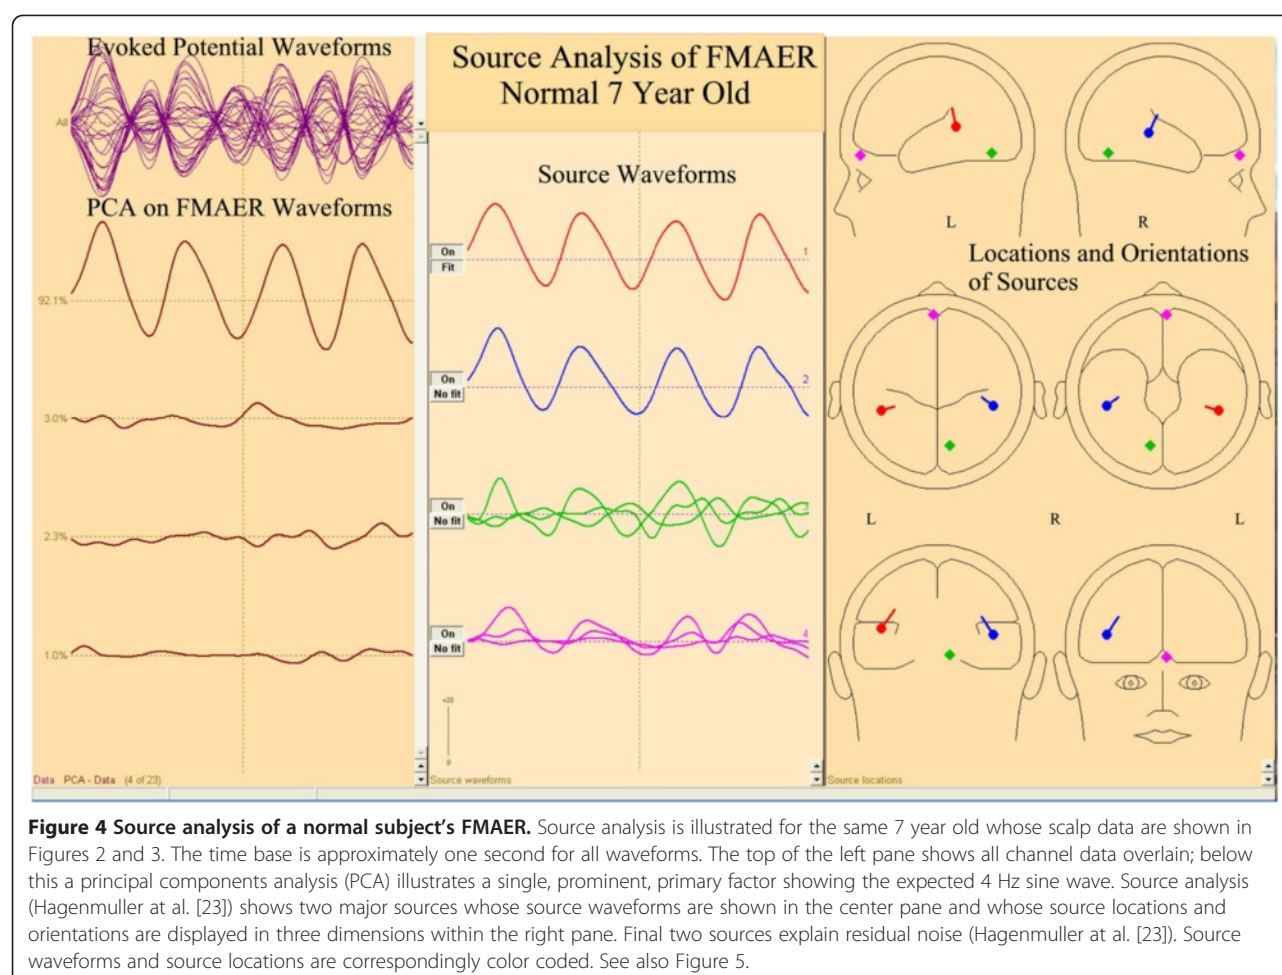 Evoked Potential Waveforms
All
PCA on FMAER Waveforms
92.1%
3.0%
2.3%
1.0%
Data PCA - Data (4 of 23)
Source Analysis of FMAER
Normal 7 Year Old
Source Waveforms
On
Fit
1
On
No fit
2
On
No fit
3
On
No fit
4
+20
0
Source waveforms
L
R
Locations and Orientations
of Sources
L
R
L
Source locations
Figure 4 Source analysis of a normal subject's FMAER. Source analysis is illustrated for the same 7 year old whose scalp data are shown in
Figures 2 and 3. The time base is approximately one second for all waveforms. The top of the left pane shows all channel data overlain; below
this a principal components analysis (PCA) illustrates a single, prominent, primary factor showing the expected 4 Hz sine wave. Source analysis
(Hagenmuller at al. [23]) shows two major sources whose source waveforms are shown in the center pane and whose source locations and
orientations are displayed in three dimensions within the right pane. Final two sources explain residual noise (Hagenmuller at al. [23]). Source
waveforms and source locations are correspondingly color coded. See also Figure 5.